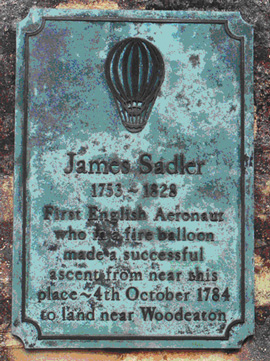 James Sadler
1753 ~ 1828
First English Aeronaut
who in a fire balloon
made a successful
ascent from near this
place ~ 4th October 1784
to land near Woodeaton